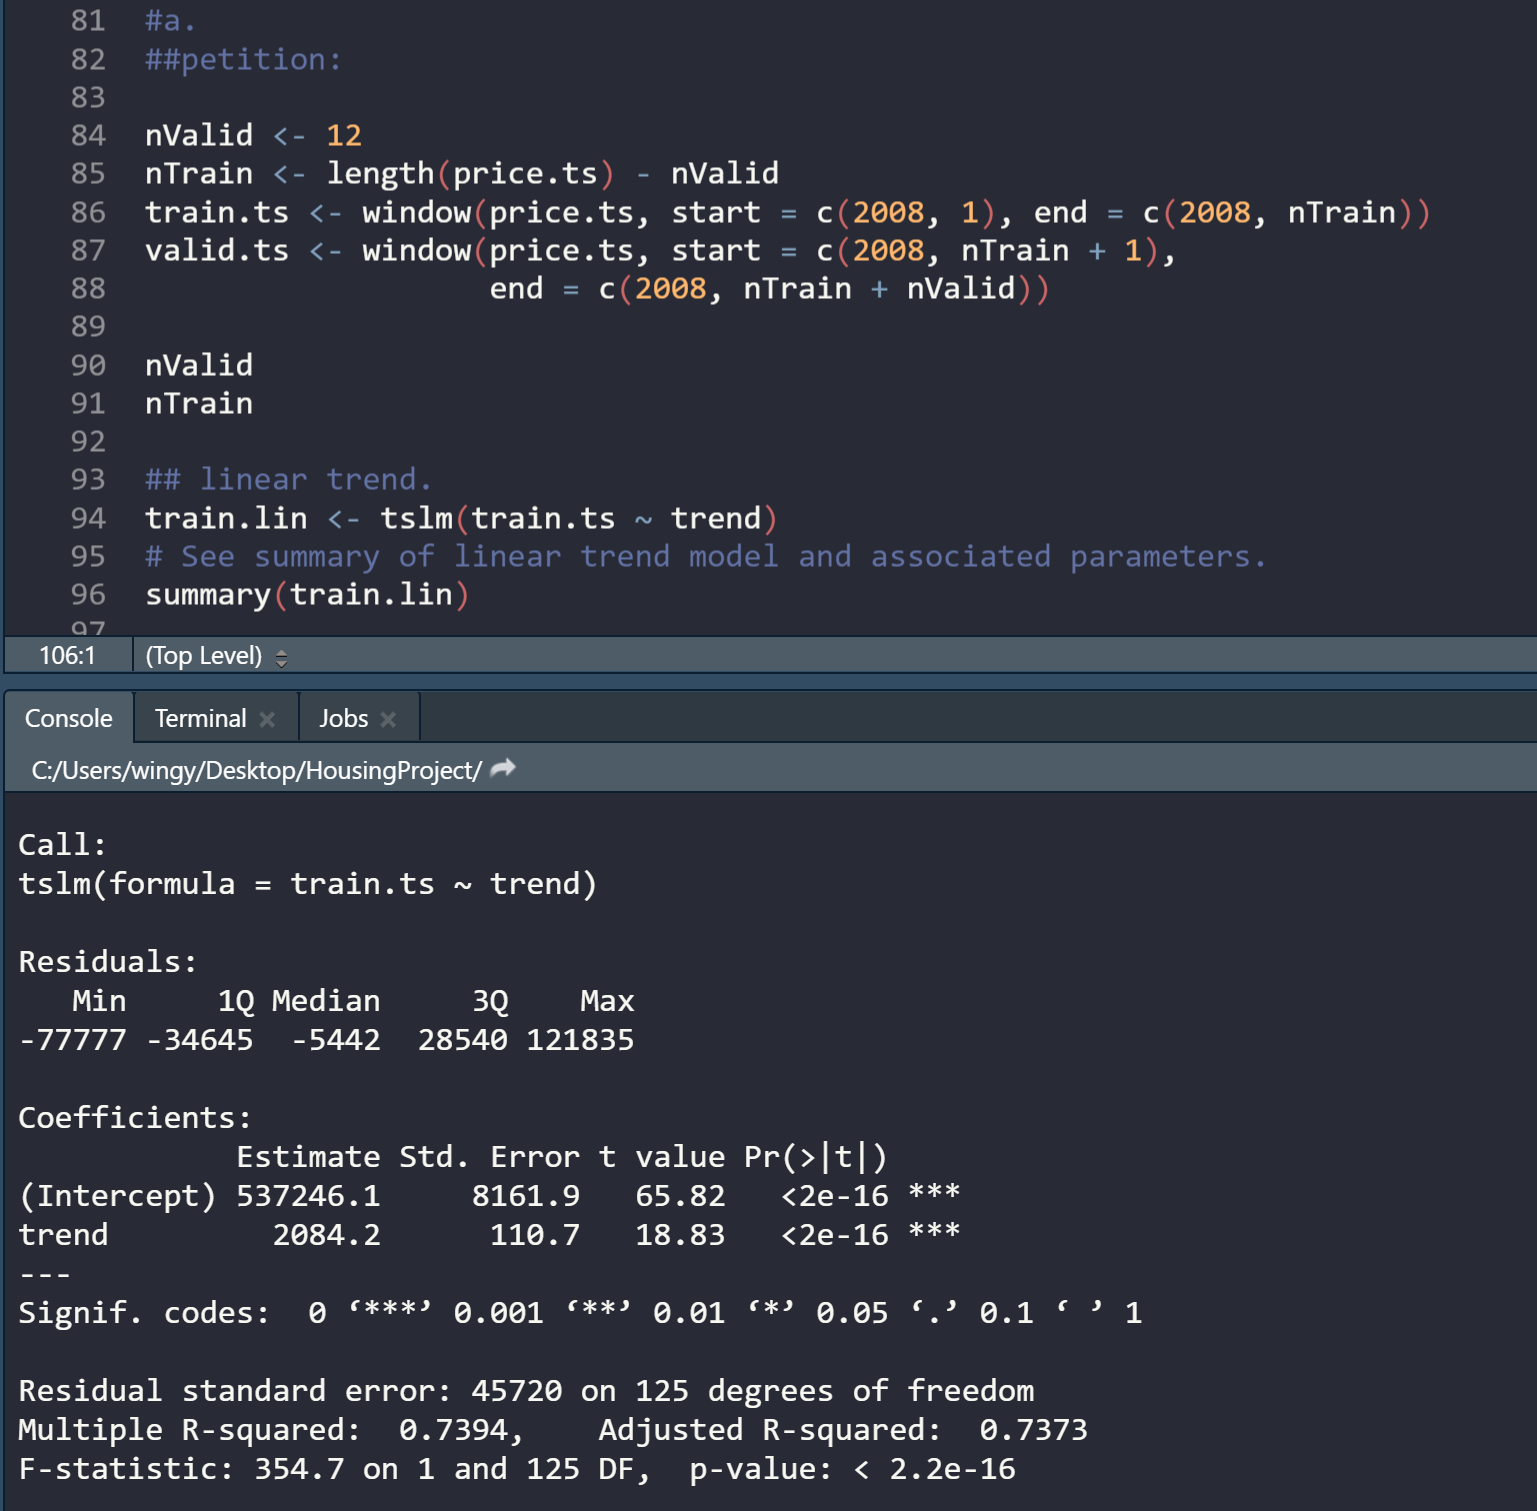 81 #a.
82 ##petition:
83
84 nValid <- 12
85 nTrain <- length(price.ts) - nValid
86 train.ts <- window(price.ts, start = c(2008, 1), end = c(2008, nTrain))
87 valid.ts <- window(price.ts, start = c(2008, nTrain + 1),
88 end = c(2008, nTrain + nValid))
89
90 nValid
91 nTrain
92
93 ## linear trend.
94 train.lin <- tslm(train.ts ~ trend)
95 # See summary of linear trend model and associated parameters.
96 summary(train.lin)
97
106:1 (Top Level)
Console Terminal Jobs
C:/Users/wingy/Desktop/HousingProject/
Call:
tslm(formula = train.ts ~ trend)
Residuals:
Min 1Q Median 3Q Max
-77777 -34645 -5442 28540 121835
Coefficients:
Estimate Std. Error t value Pr(>|t|)
(Intercept) 537246.1 8161.9 65.82 <2e-16 ***
trend 2084.2 110.7 18.83 <2e-16 ***
---
Signif. codes: 0 ‘***’ 0.001 ‘**’ 0.01 ‘*’ 0.05 ‘.’ 0.1 ‘ ’ 1
Residual standard error: 45720 on 125 degrees of freedom
Multiple R-squared: 0.7394, Adjusted R-squared: 0.7373
F-statistic: 354.7 on 1 and 125 DF, p-value: < 2.2e-16